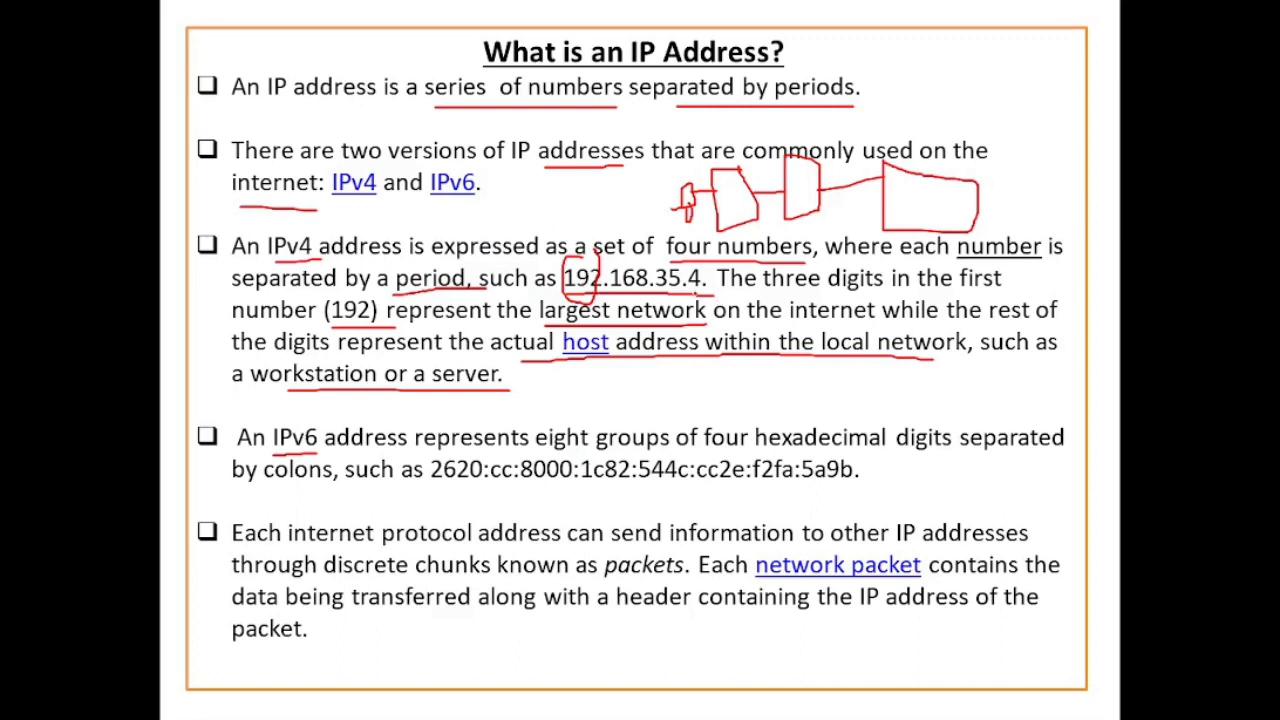 What is an IP Address?
❑ An IP address is a series of numbers separated by periods.
❑ There are two versions of IP addresses that are commonly used on the
internet: IPv4 and IPv6.
❑ An IPv4 address is expressed as a set of four numbers, where each number is
separated by a period, such as 192.168.35.4. The three digits in the first
number (192) represent the largest network on the internet while the rest of
the digits represent the actual host address within the local network, such as
a workstation or a server.
❑ An IPv6 address represents eight groups of four hexadecimal digits separated
by colons, such as 2620:cc:8000:1c82:544c:cc2e:f2fa:5a9b.
❑ Each internet protocol address can send information to other IP addresses
through discrete chunks known as packets. Each network packet contains the
data being transferred along with a header containing the IP address of the
packet.